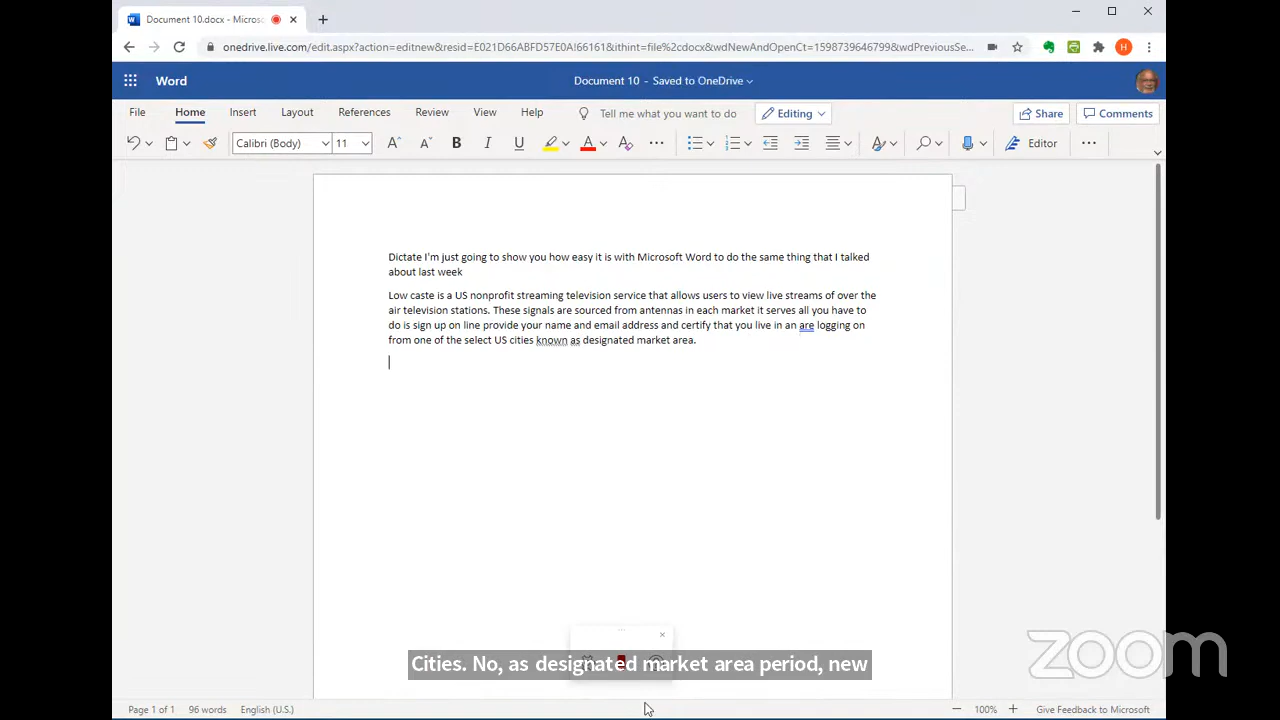 Document 10.docx - Microsо
onedrive.live.com/edit.aspx?action=editnew&resid=E021D66ABFD57E0A!66161&ithint=file%2cdocx&wdNewAndOpenCt=1598739646799&wdPreviousSe...
H
Word
Document 10 - Saved to OneDrive
File Home Insert Layout References Review View Help Tell me what you want to do Editing Share Comments
Calibri (Body) 11 A A B I U A A Editor
Dictate I'm just going to show you how easy it is with Microsoft Word to do the same thing that I talked
about last week
Low caste is a US nonprofit streaming television service that allows users to view live streams of over the
air television stations. These signals are sourced from antennas in each market it serves all you have to
do is sign up on line provide your name and email address and certify that you live in an are logging on
from one of the select US cities known as designated market area.
Cities. No, as designated market area period, new
zoom
Page 1 of 1 96 words English (U.S.) 100% Give Feedback to Microsoft